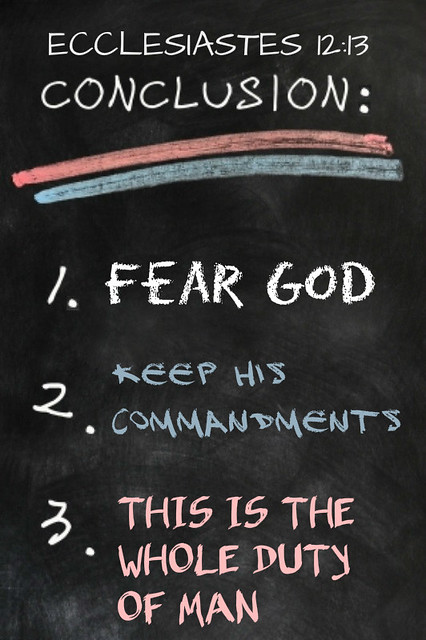 ECCLESIASTES 12:13
CONCLUSION:
1. FEAR GOD
2. KEEP HIS
COMMANDMENTS
3. THIS IS THE
WHOLE DUTY
OF MAN